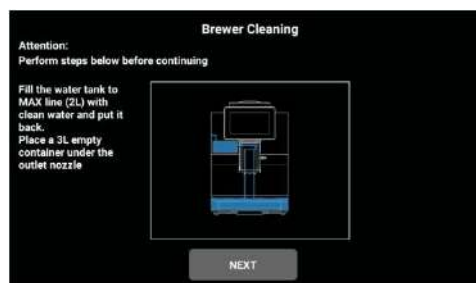 Brewer Cleaning
Attention:
Perform steps below before continuing
Fill the water tank to
MAX line (2L) with
clean water and put it
back.
Place a 3L empty
container under the
outlet nozzle
NEXT